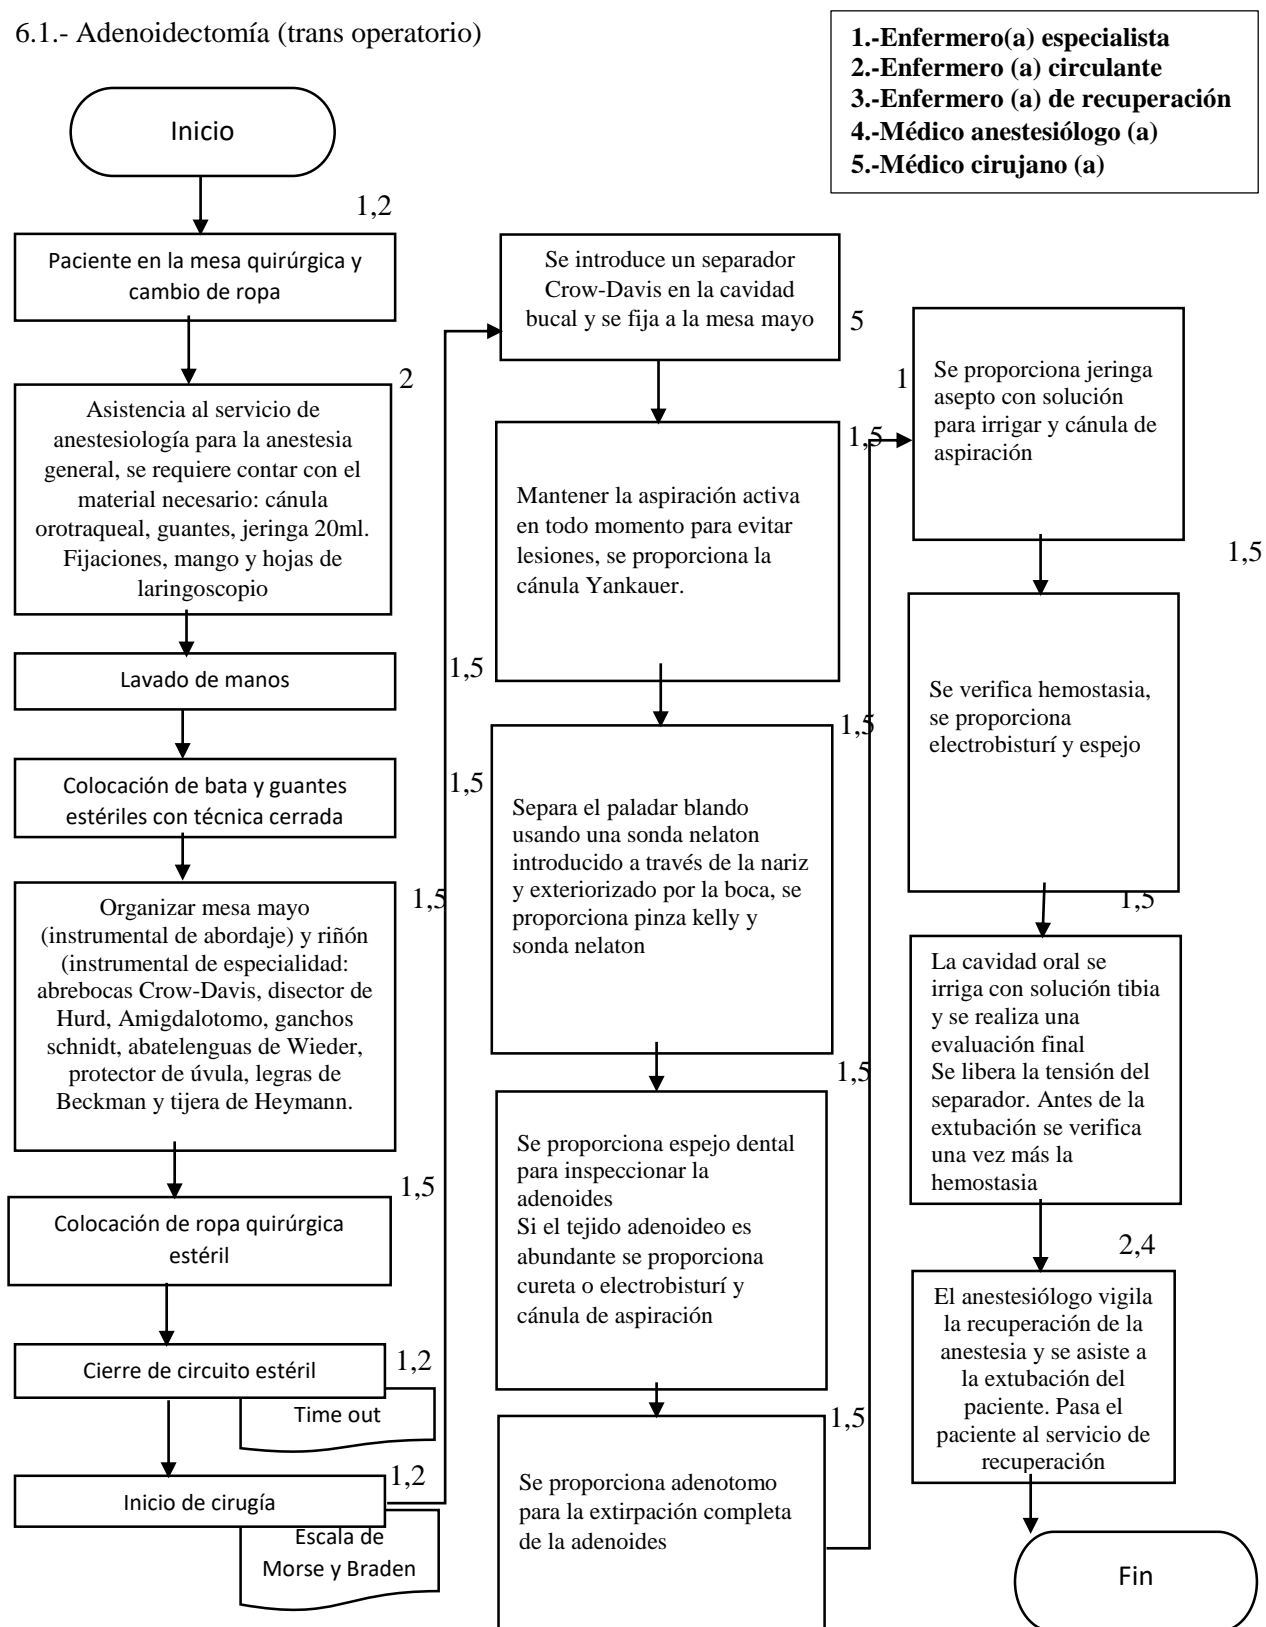 6.1.- Adenoidectomía (trans operatorio)
1.-Enfermero(a) especialista
2.-Enfermero (a) circulante
3.-Enfermero (a) de recuperación
4.-Médico anestesiólogo (a)
5.-Médico cirujano (a)
Inicio
1,2
Paciente en la mesa quirúrgica y
cambio de ropa
2
Asistencia al servicio de
anestesiología para la anestesia
general, se requiere contar con el
material necesario: cánula
orotraqueal, guantes, jeringa 20ml.
Fijaciones, mango y hojas de
laringoscopio
1,5
Lavado de manos
1,5
Colocación de bata y guantes
estériles con técnica cerrada
1,5
Organizar mesa mayo
(instrumental de abordaje) y riñón
(instrumental de especialidad:
abrebocas Crow-Davis, disector de
Hurd, Amigdalotomo, ganchos
schnidt, abatelenguas de Wieder,
protector de úvula, legras de
Beckman y tijera de Heymann.
1,5
Colocación de ropa quirúrgica
estéril
1,2
Cierre de circuito estéril
Time out
1,2
Inicio de cirugía
Escala de
Morse y Braden
Se introduce un separador
Crow-Davis en la cavidad
bucal y se fija a la mesa mayo
5
1,5
Mantener la aspiración activa
en todo momento para evitar
lesiones, se proporciona la
cánula Yankauer.
1,5
Separa el paladar blando
usando una sonda nelaton
introducido a través de la nariz
y exteriorizado por la boca, se
proporciona pinza kelly y
sonda nelaton
1,5
Se proporciona espejo dental
para inspeccionar la
adenoides
Si el tejido adenoideo es
abundante se proporciona
cureta o electrobisturí y
cánula de aspiración
1,5
Se proporciona adenotomo
para la extirpación completa
de la adenoides
1
Se proporciona jeringa
asepto con solución
para irrigar y cánula de
aspiración
1,5
Se verifica hemostasia,
se proporciona
electrobisturí y espejo
1,5
La cavidad oral se
irriga con solución tibia
y se realiza una
evaluación final
Se libera la tensión del
separador. Antes de la
extubación se verifica
una vez más la
hemostasia
2,4
El anestesiólogo vigila
la recuperación de la
anestesia y se asiste a
la extubación del
paciente. Pasa el
paciente al servicio de
recuperación
Fin